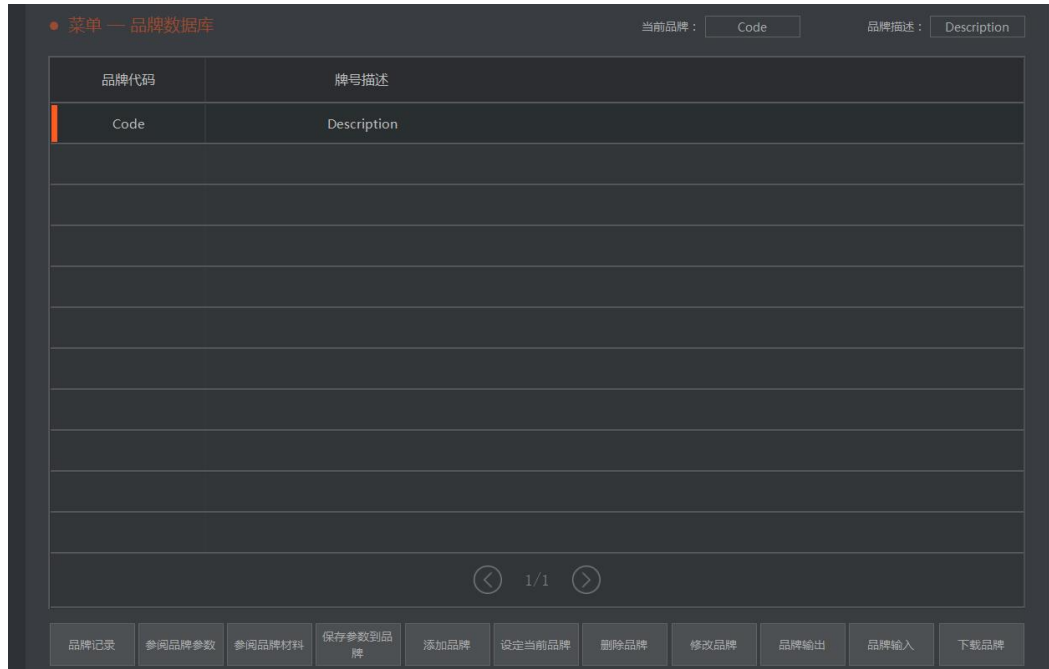 菜单 — 品牌数据库 当前品牌： Code 品牌描述： Description
品牌代码 牌号描述
Code Description
1/1
品牌记录 参阅品牌参数 参阅品牌材料 保存参数到品牌 添加品牌 设定当前品牌 删除品牌 修改品牌 品牌输出 品牌输入 下载品牌